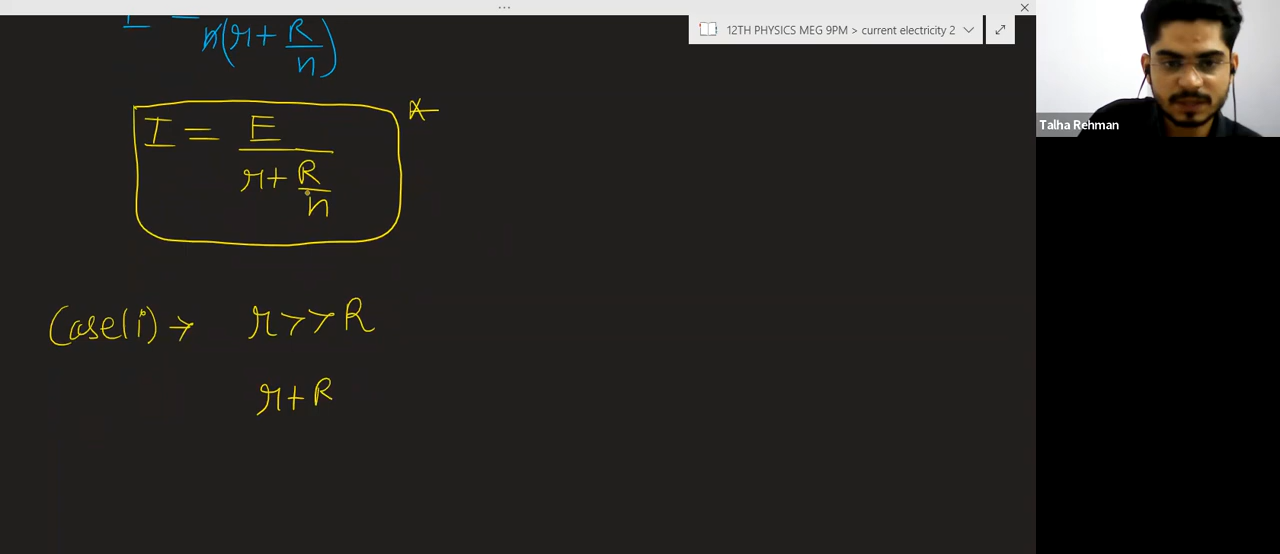 12TH PHYSICS MEG 9PM > current electricity 2
Talha Rehman
n(r + R/n)
I = E/(r + R/n)
Case(i) → r >> R
r + R